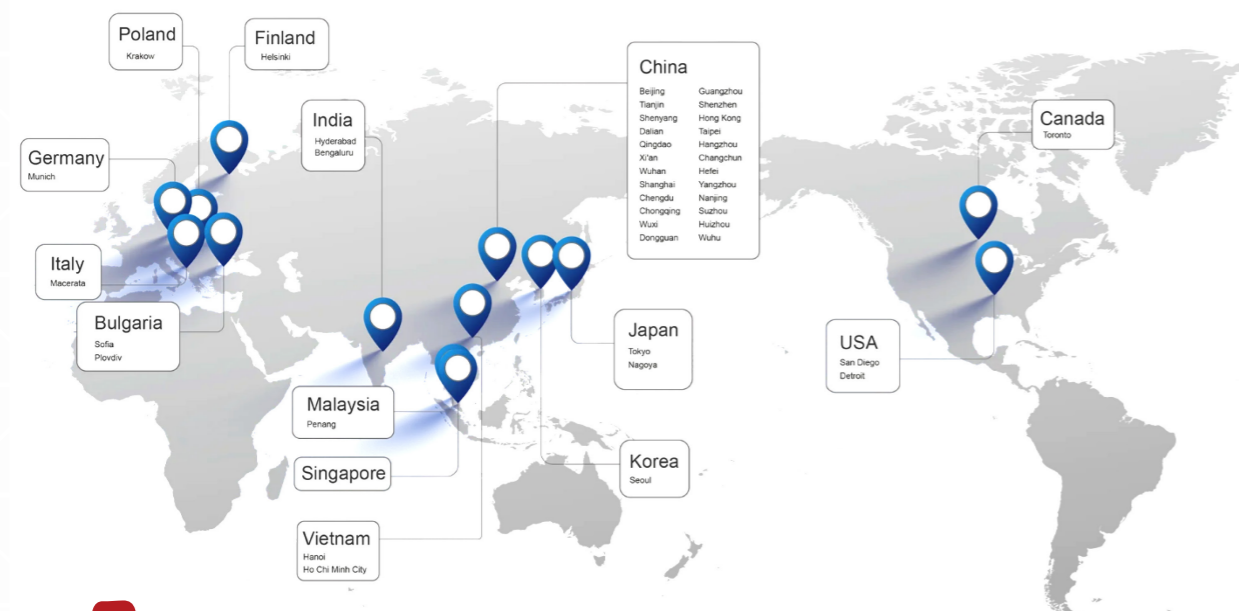 Poland
Krakow
Finland
Helsinki
China
Beijing
Tianjin
Shenyang
Dalian
Qingdao
Xi'an
Wuhan
Shanghai
Chengdu
Chongqing
Wuxi
Dongguan
Guangzhou
Shenzhen
Hong Kong
Taipei
Hangzhou
Changchun
Hefei
Yangzhou
Nanjing
Suzhou
Huizhou
Wuhu
India
Hyderabad
Bengaluru
Canada
Toronto
Germany
Munich
Italy
Macerata
Bulgaria
Sofia
Plovdiv
Japan
Tokyo
Nagoya
USA
San Diego
Detroit
Malaysia
Penang
Singapore
Korea
Seoul
Vietnam
Hanoi
Ho Chi Minh City